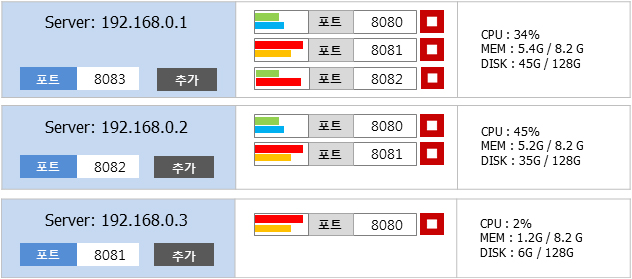 Server: 192.168.0.1
포트 8083 추가
포트 8080
포트 8081
포트 8082
CPU : 34%
MEM : 5.4G / 8.2 G
DISK : 45G / 128G
Server: 192.168.0.2
포트 8082 추가
포트 8080
포트 8081
CPU : 45%
MEM : 5.2G / 8.2 G
DISK : 35G / 128G
Server: 192.168.0.3
포트 8081 추가
포트 8080
CPU : 2%
MEM : 1.2G / 8.2 G
DISK : 6G / 128G